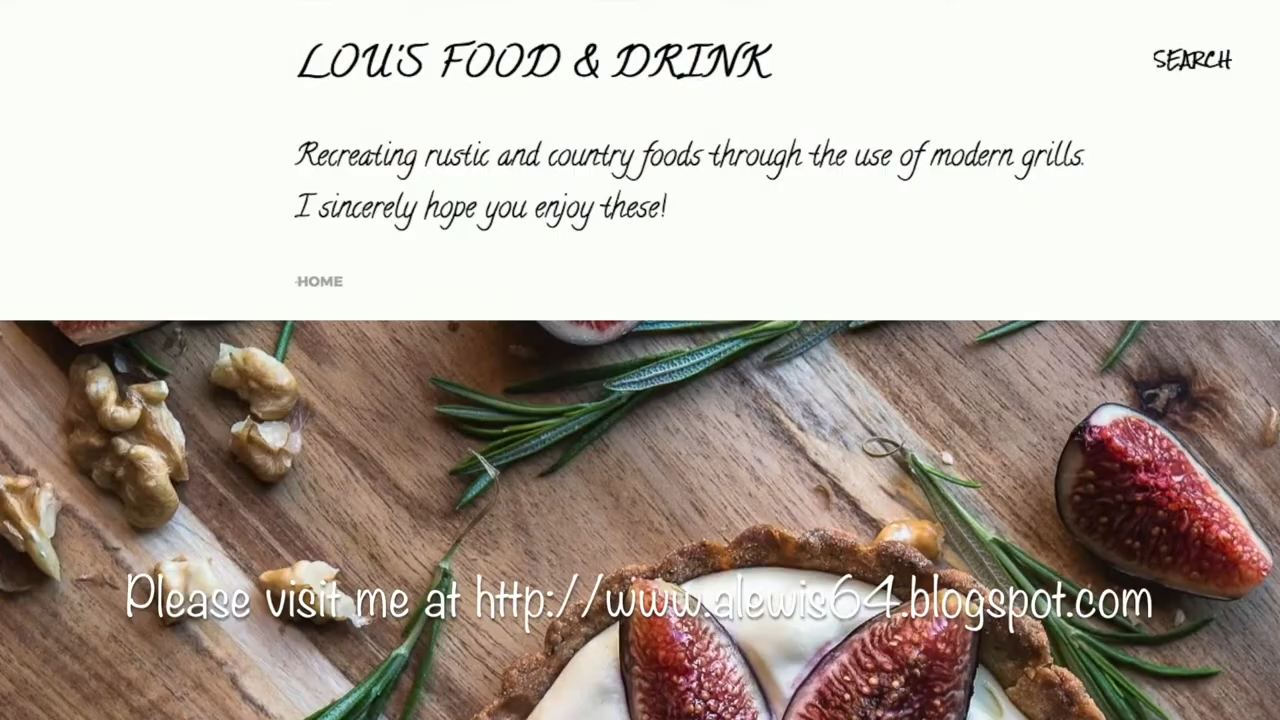 LOU'S FOOD & DRINK
SEARCH
Recreating rustic and country foods through the use of modern grills.
I sincerely hope you enjoy these!
HOME
Please visit me at http://www.alewis64.blogspot.com